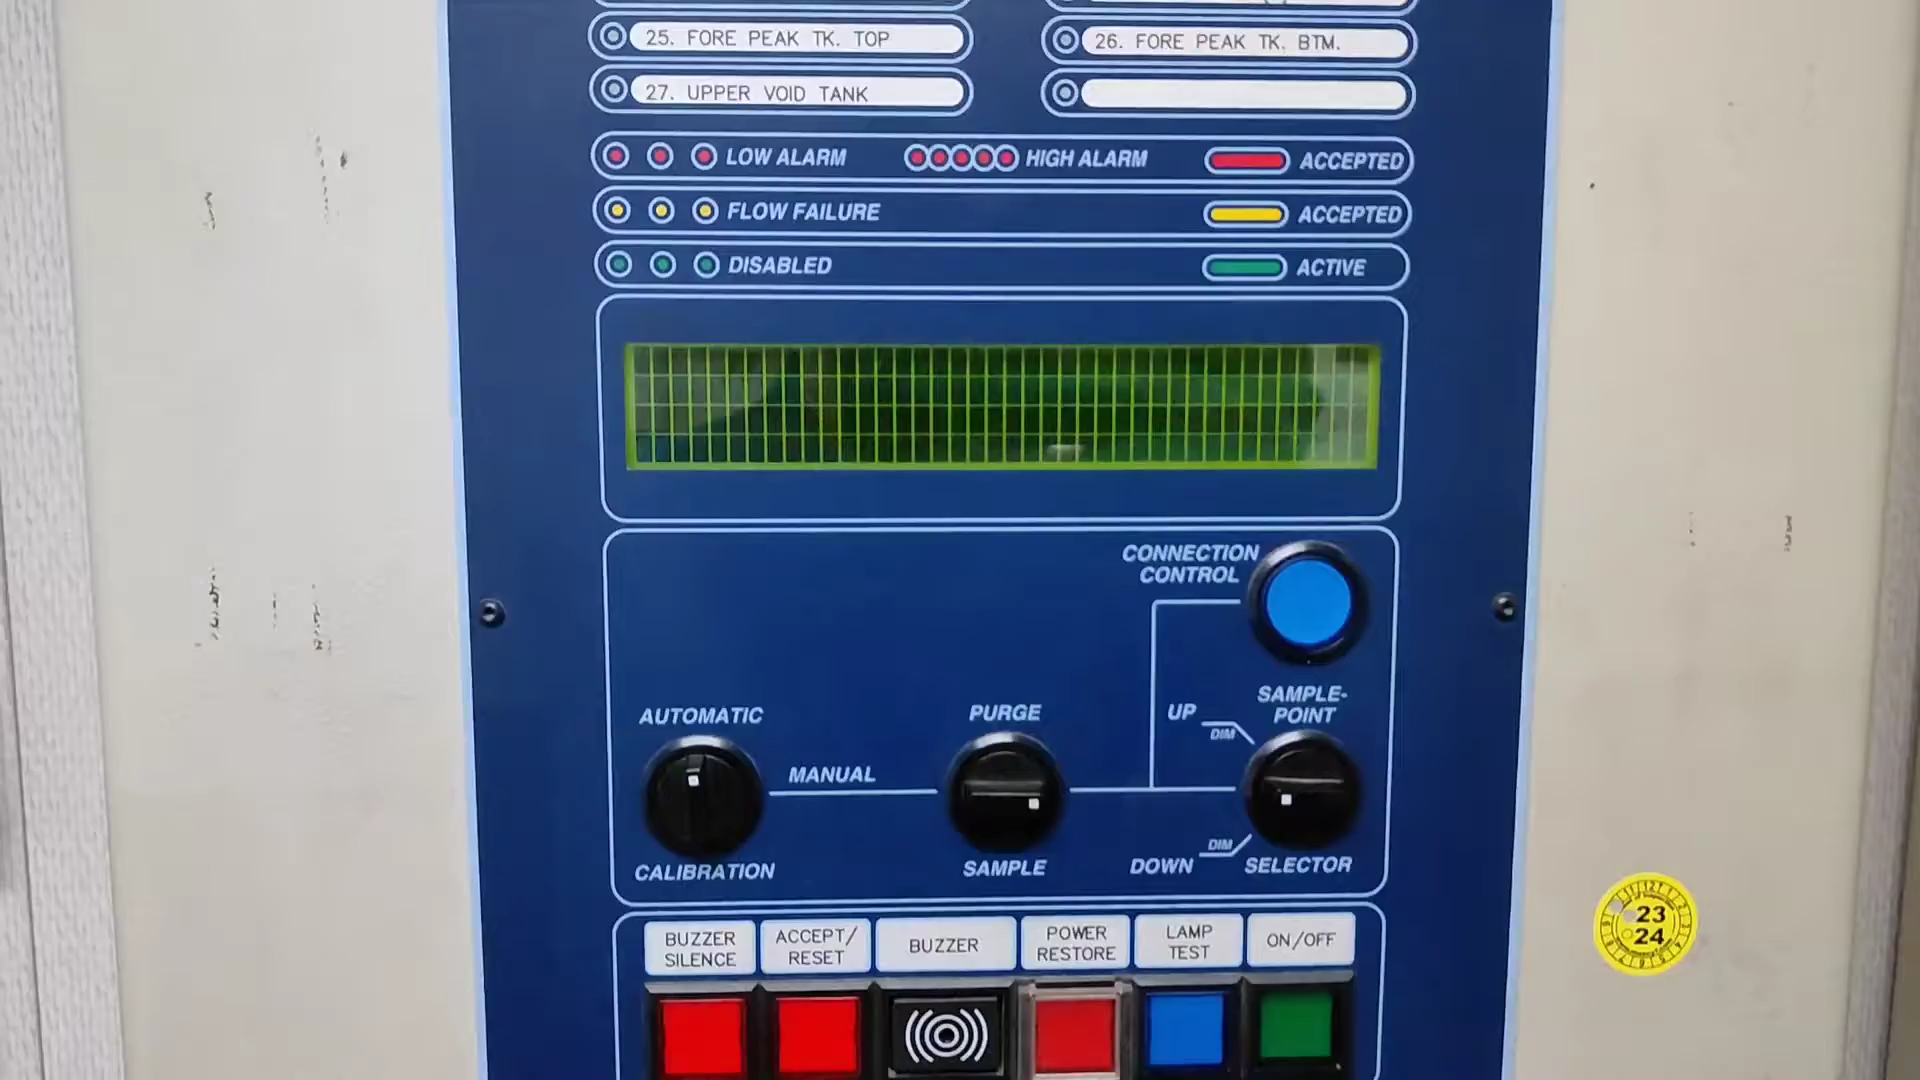 25. FORE PEAK TK. TOP
26. FORE PEAK TK. BTM.
27. UPPER VOID TANK
LOW ALARM
HIGH ALARM
ACCEPTED
FLOW FAILURE
ACCEPTED
DISABLED
ACTIVE
CONNECTION
CONTROL
AUTOMATIC
MANUAL
CALIBRATION
PURGE
SAMPLE
UP
DIM
SAMPLE-
POINT
DIM
DOWN
SELECTOR
BUZZER
SILENCE
ACCEPT/
RESET
BUZZER
POWER
RESTORE
LAMP
TEST
ON/OFF
23
24